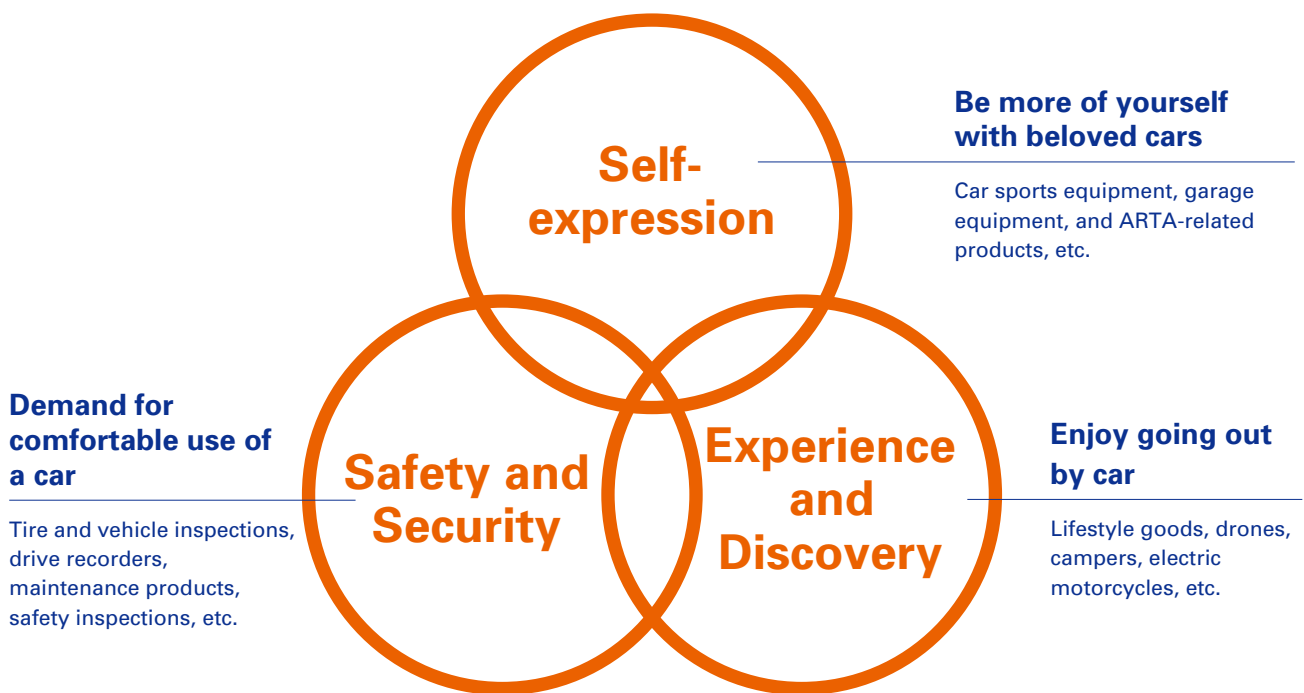 Self-
expression
Be more of yourself
with beloved cars
Car sports equipment, garage
equipment, and ARTA-related
products, etc.
Demand for
comfortable use of
a car
Tire and vehicle inspections,
drive recorders,
maintenance products,
safety inspections, etc.
Safety and
Security
Experience
and
Discovery
Enjoy going out
by car
Lifestyle goods, drones,
campers, electric
motorcycles, etc.